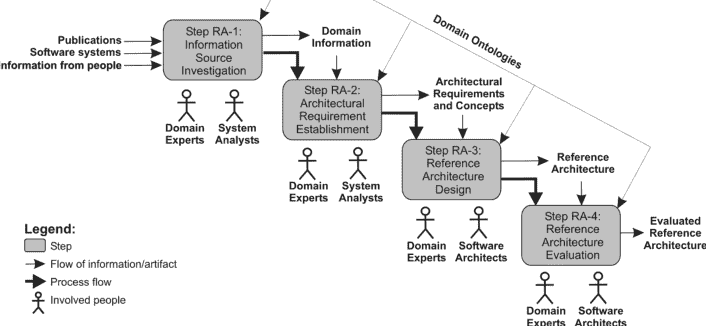 Publications
Software systems
Information from people
Step RA-1:
Information
Source
Investigation
Domain
Information
Domain Ontologies
Domain
Experts
System
Analysts
Step RA-2:
Architectural
Requirement
Establishment
Architectural
Requirements
and Concepts
Domain
Experts
System
Analysts
Step RA-3:
Reference
Architecture
Design
Reference
Architecture
Domain
Experts
Software
Architects
Step RA-4:
Reference
Architecture
Evaluation
Evaluated
Reference
Architecture
Domain
Experts
Software
Architects
Legend:
Step
Flow of information/artifact
Process flow
Involved people